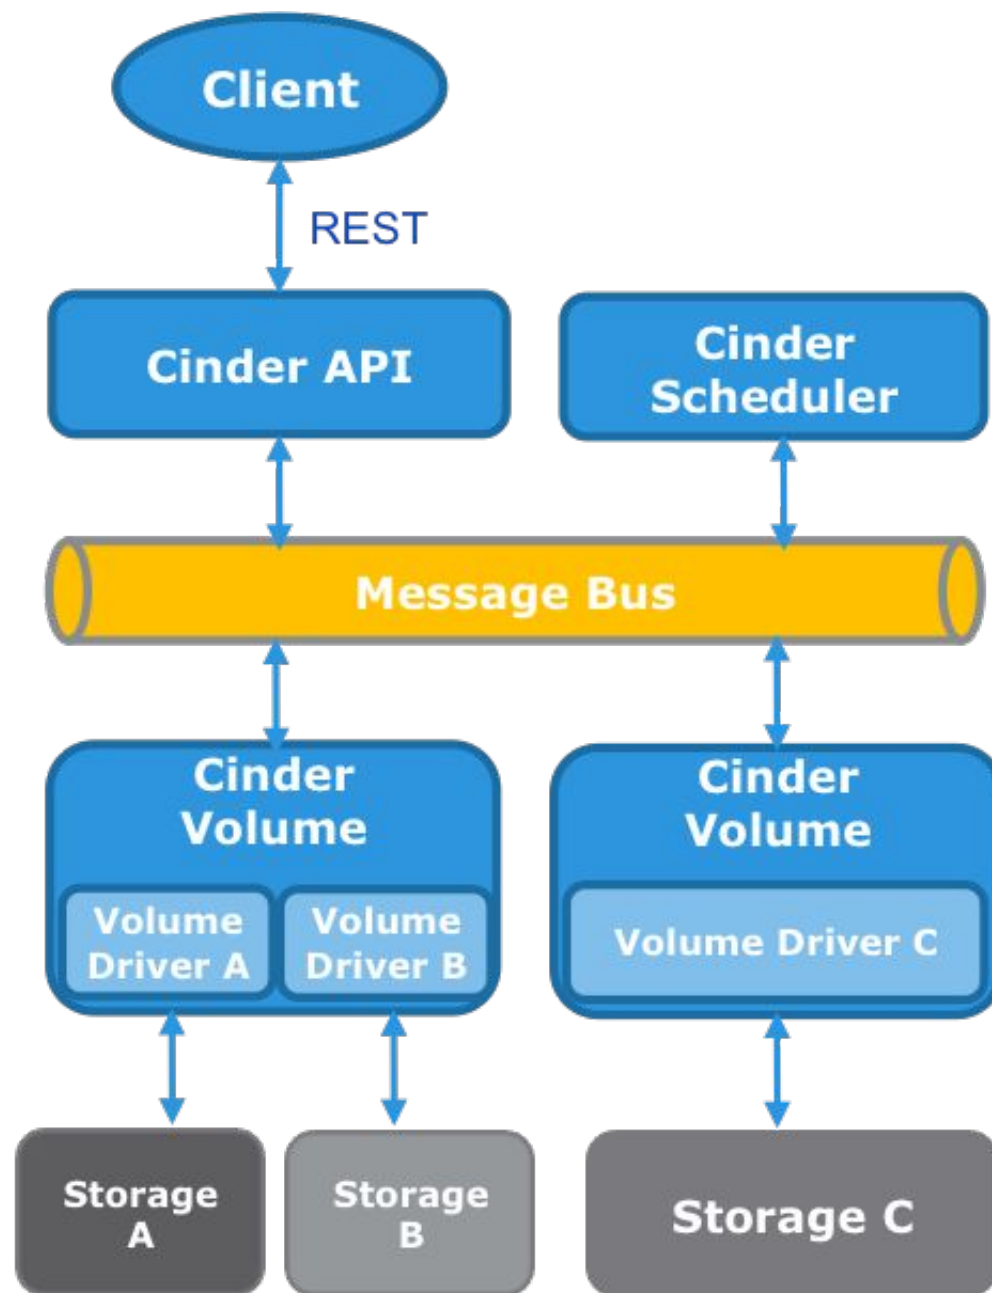 Client
REST
Cinder API
Cinder
Scheduler
Message Bus
Cinder
Volume
Volume
Driver A
Volume
Driver B
Cinder
Volume
Volume Driver C
Storage
A
Storage
B
Storage C